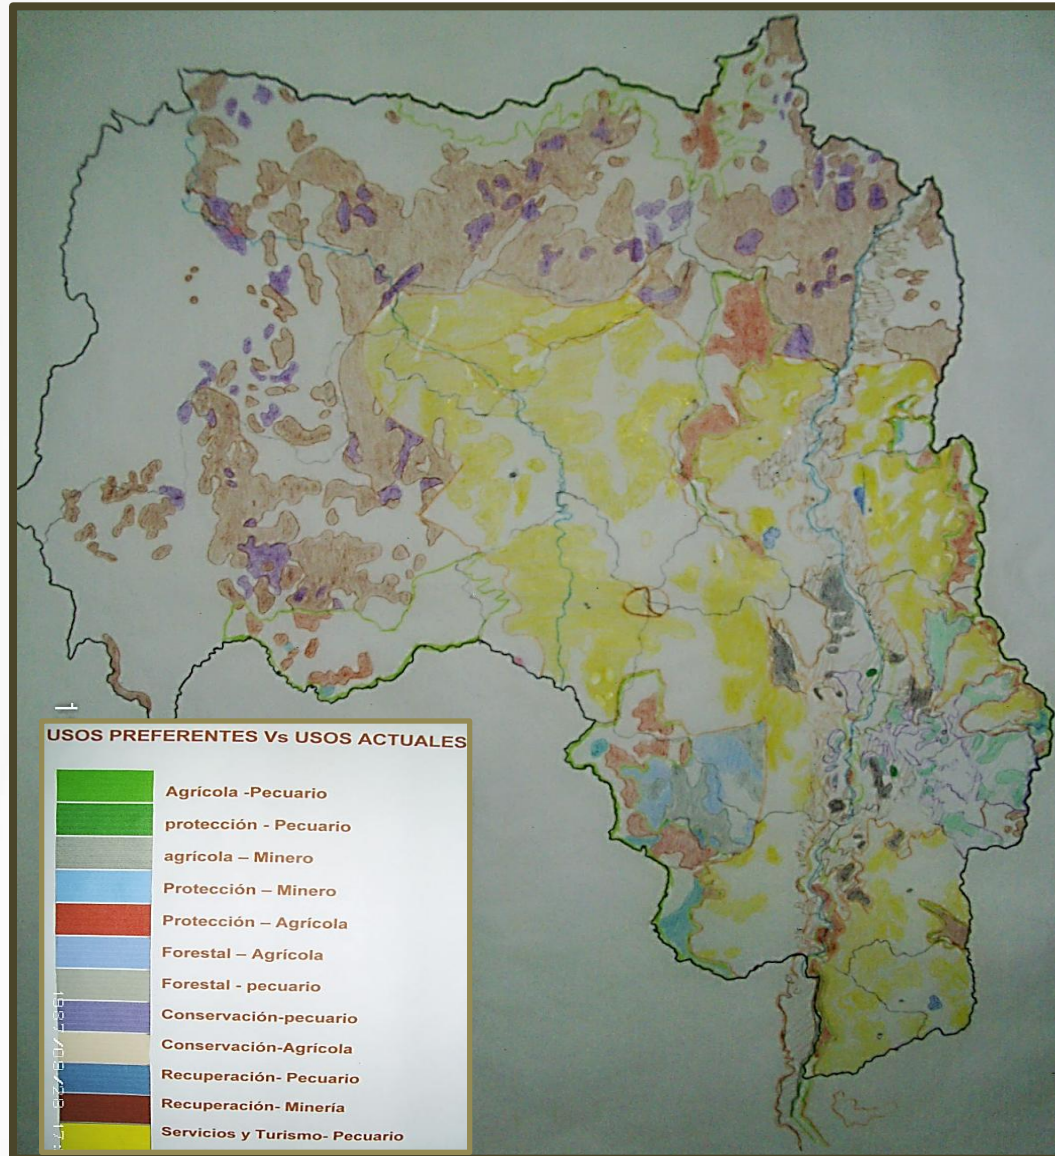 USOS PREFERENTES Vs USOS ACTUALES
Agrícola -Pecuario
protección - Pecuario
agrícola – Minero
Protección – Minero
Protección – Agrícola
Forestal – Agrícola
Forestal - pecuario
Conservación-pecuario
Conservación-Agrícola
Recuperación- Pecuario
Recuperación- Minería
Servicios y Turismo- Pecuario